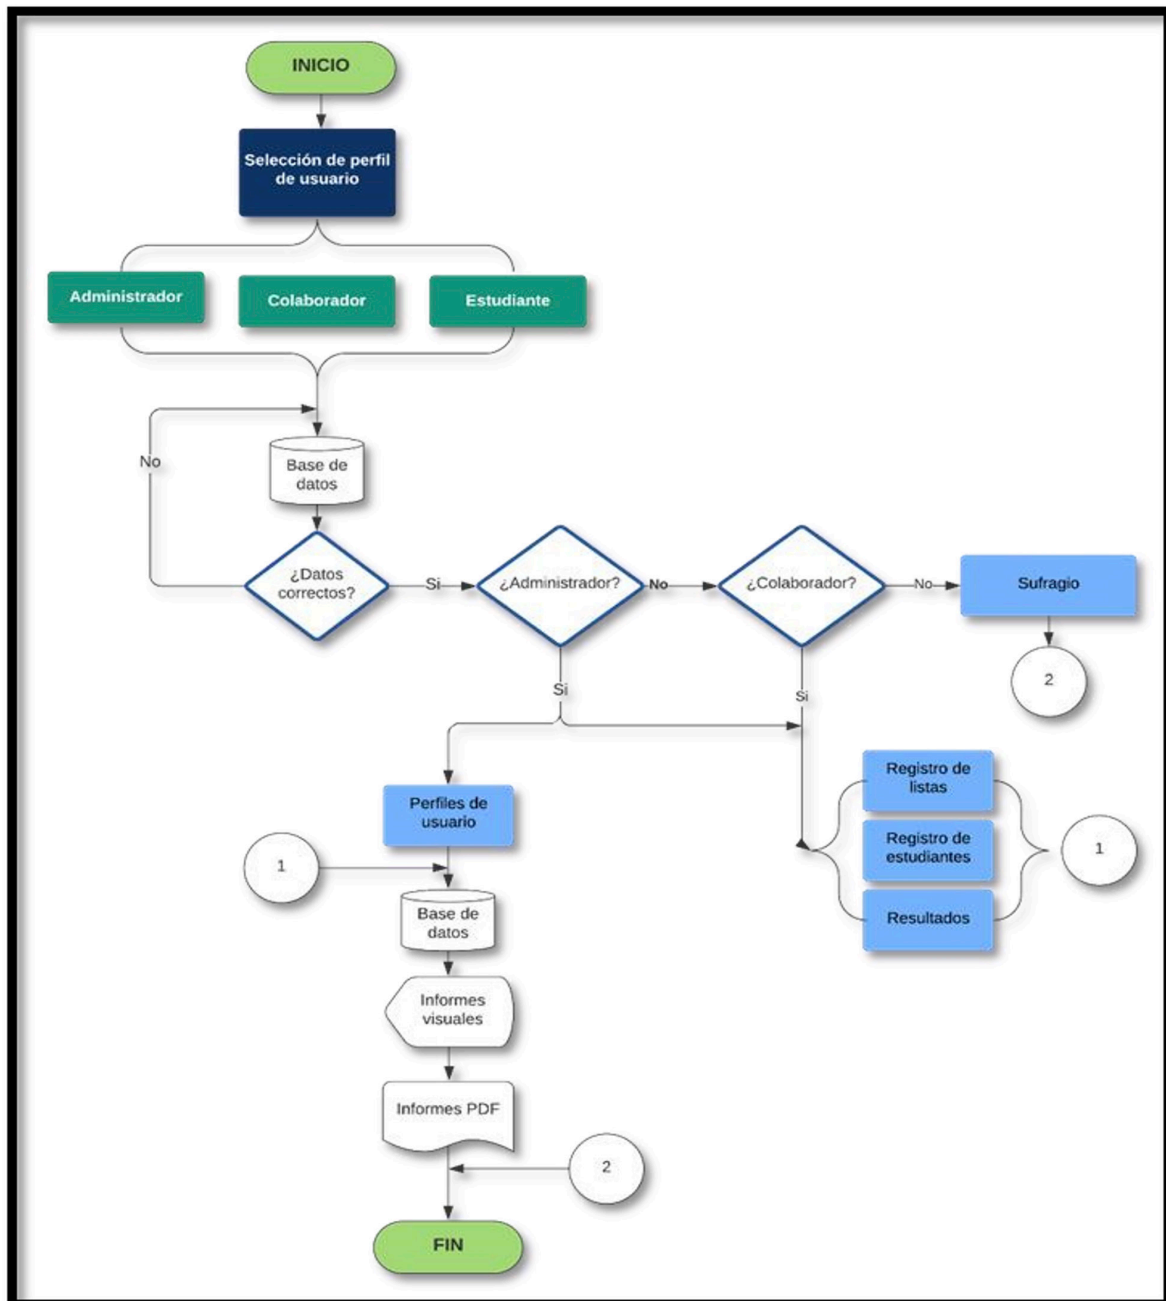 INICIO
Selección de perfil
de usuario
Administrador
Colaborador
Estudiante
No
Base de
datos
¿Datos
correctos?
Si
¿Administrador?
No
¿Colaborador?
No
Sufragio
2
Si
Si
Perfiles de
usuario
Registro de
listas
Registro de
estudiantes
Resultados
1
1
Base de
datos
Informes
visuales
Informes PDF
2
FIN